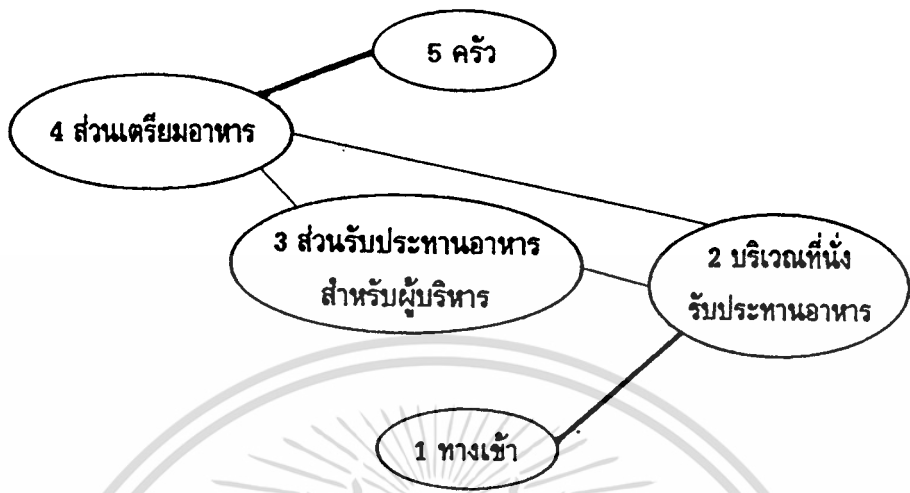 5 ครัว
4 ส่วนเตรียมอาหาร
3 ส่วนรับประทานอาหาร
สำหรับผู้บริหาร
2 บริเวณที่นั่ง
รับประทานอาหาร
1 ทางเข้า